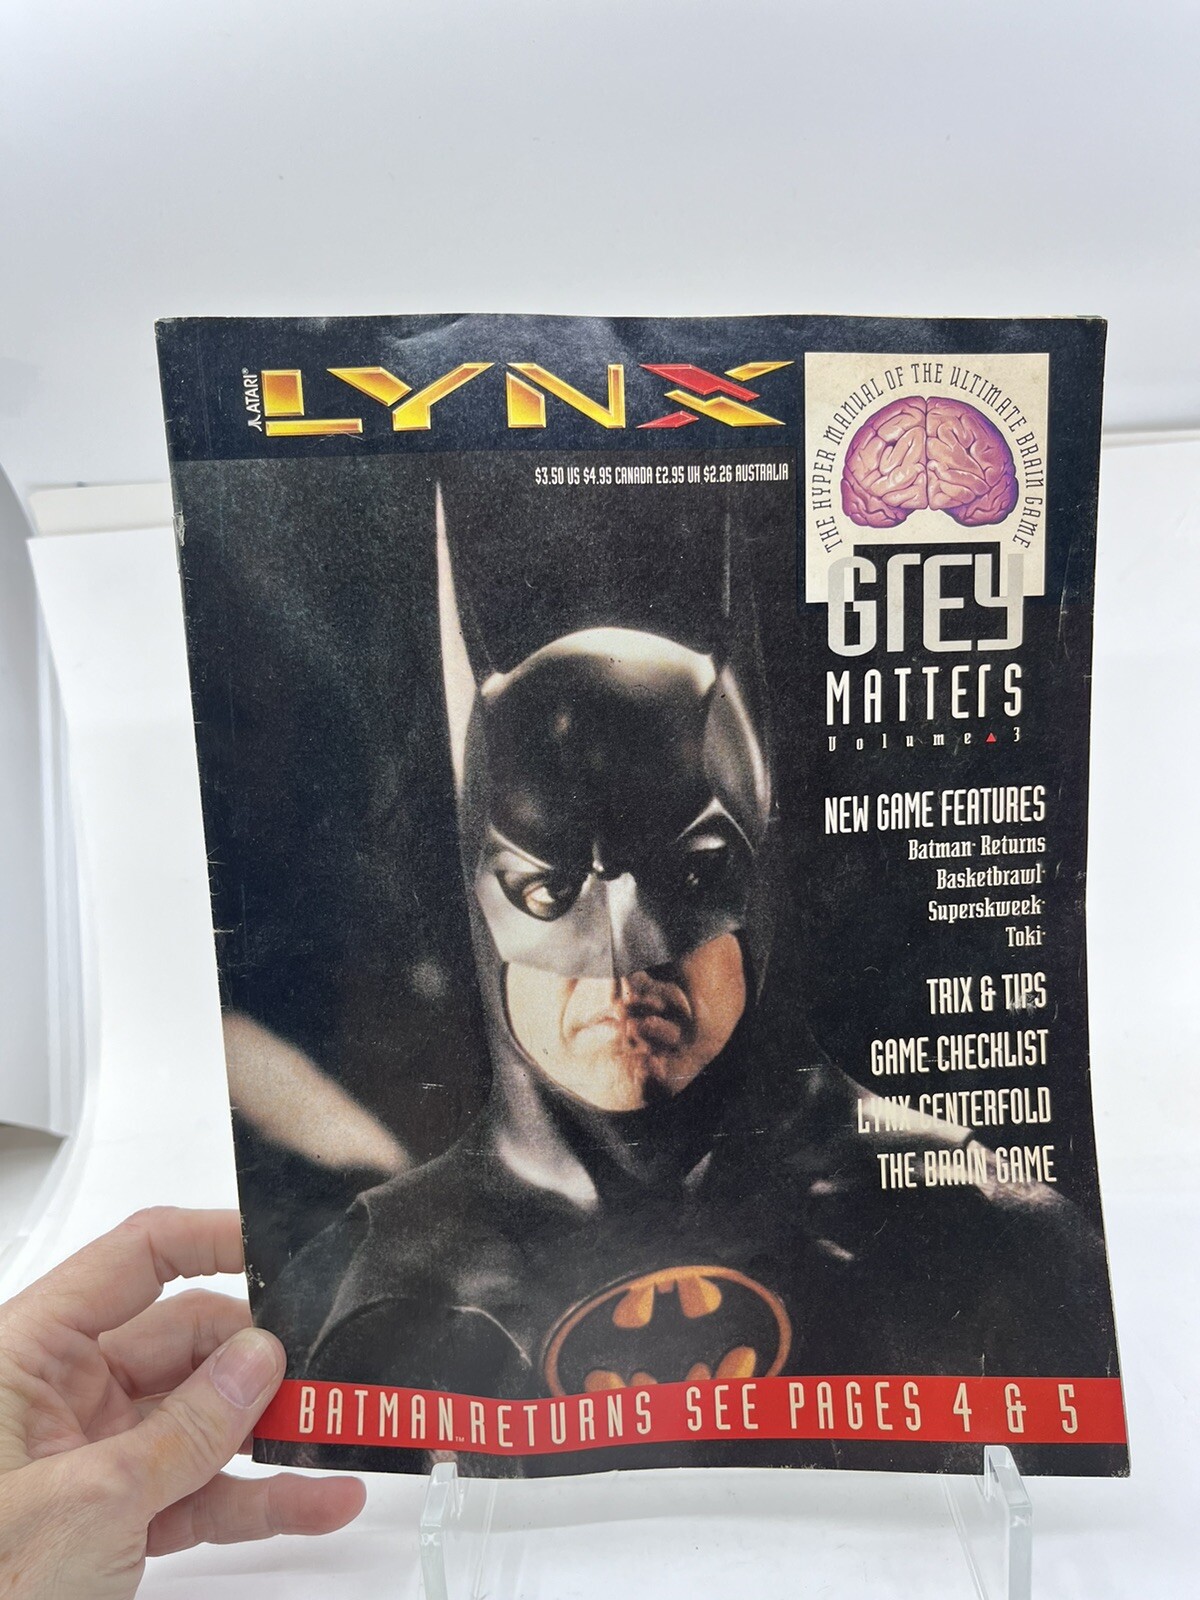 ATARI®
LYNX
$3.50 US $4.95 CANADA £2.95 UK $2.26 AUSTRALIA
THE HYPER MANUAL OF THE ULTIMATE BRAIN GAME
GREY
MATTERS
Volume 3
NEW GAME FEATURES
Batman Returns
Basketbrawl
Superskweek
Toki
TRIX & TIPS
GAME CHECKLIST
LYNX CENTERFOLD
THE BRAIN GAME
BATMAN™ RETURNS SEE PAGES 4 & 5